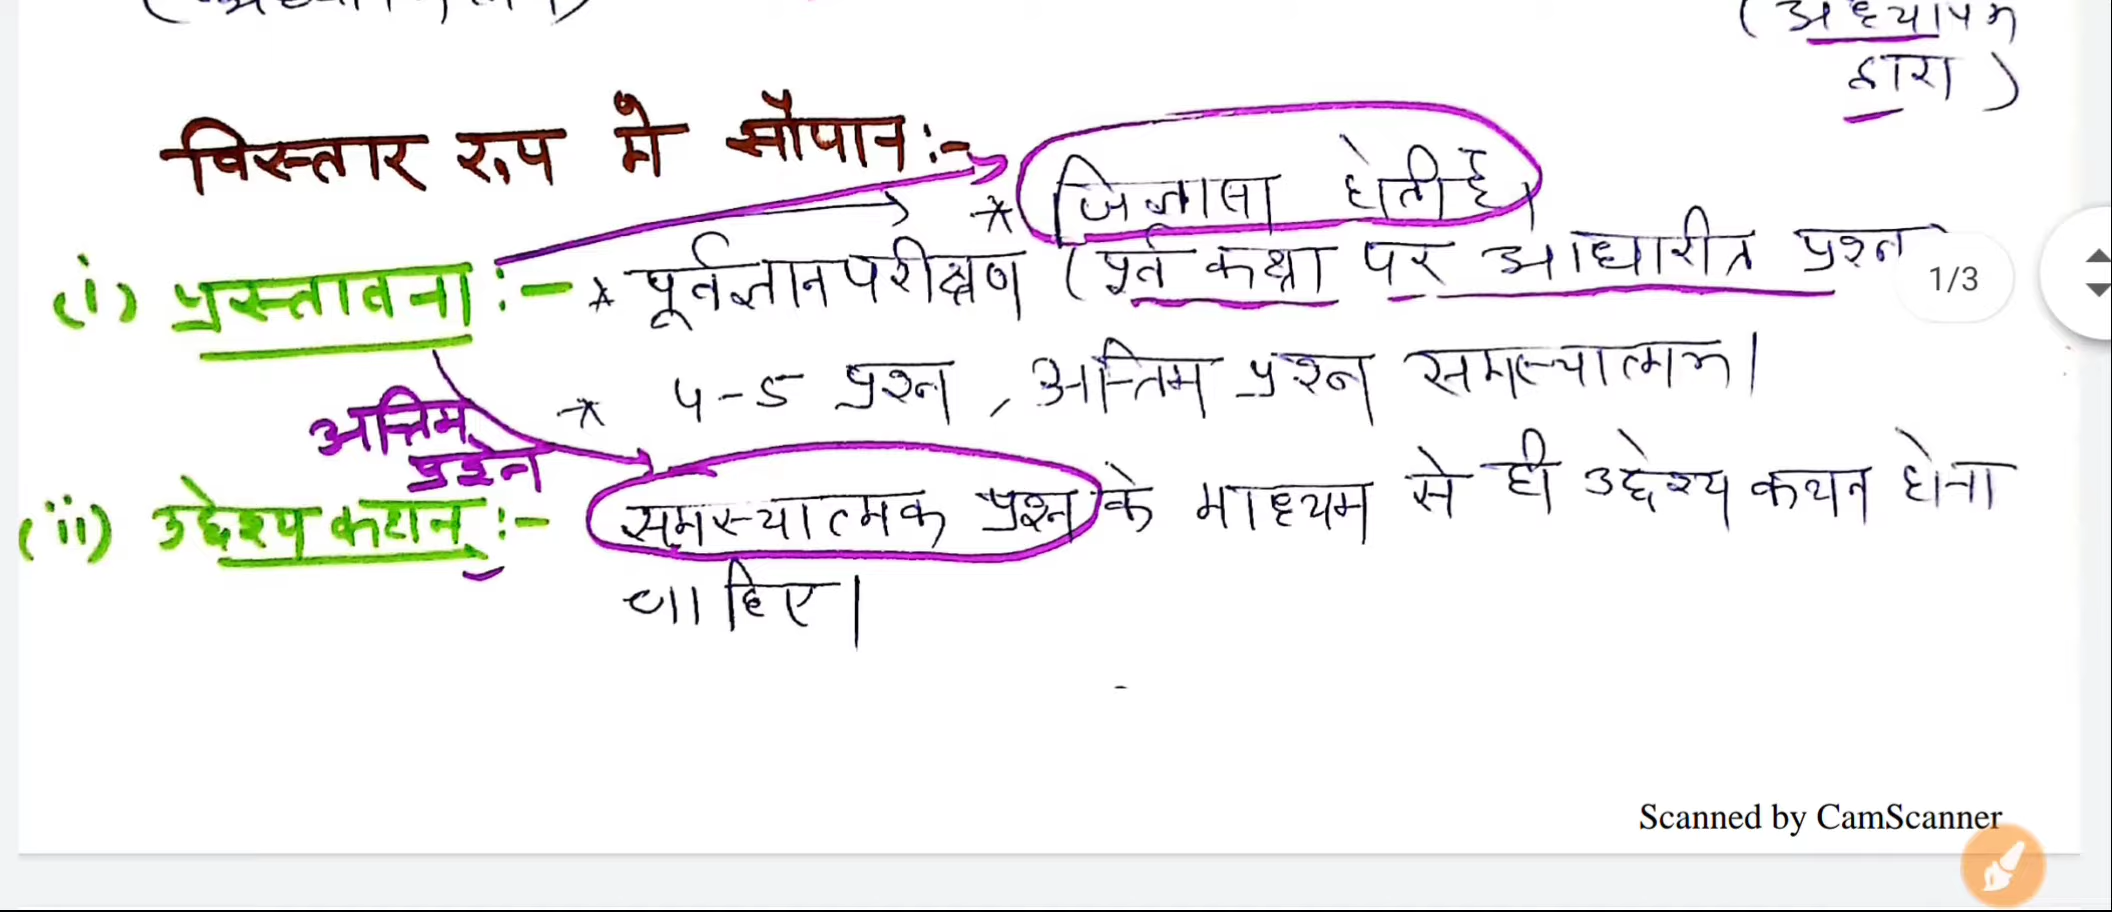 (अध्यापक
द्वारा)
विस्तार रूप मे सौपान :-
* जिज्ञासा होती है।
(i) प्रस्तावना :- * पूर्वज्ञान परीक्षण (पूर्व कक्षा पर आधारीत प्रश्न
1/3
* 4-5 प्रश्न, अन्तिम प्रश्न समस्यात्मक।
अन्तिम
प्रश्न
(ii) उद्देश्य कथन :- समस्यात्मक प्रश्न के माध्यम से ही उद्देश्य कथन होना
चाहिए।
Scanned by CamScanner